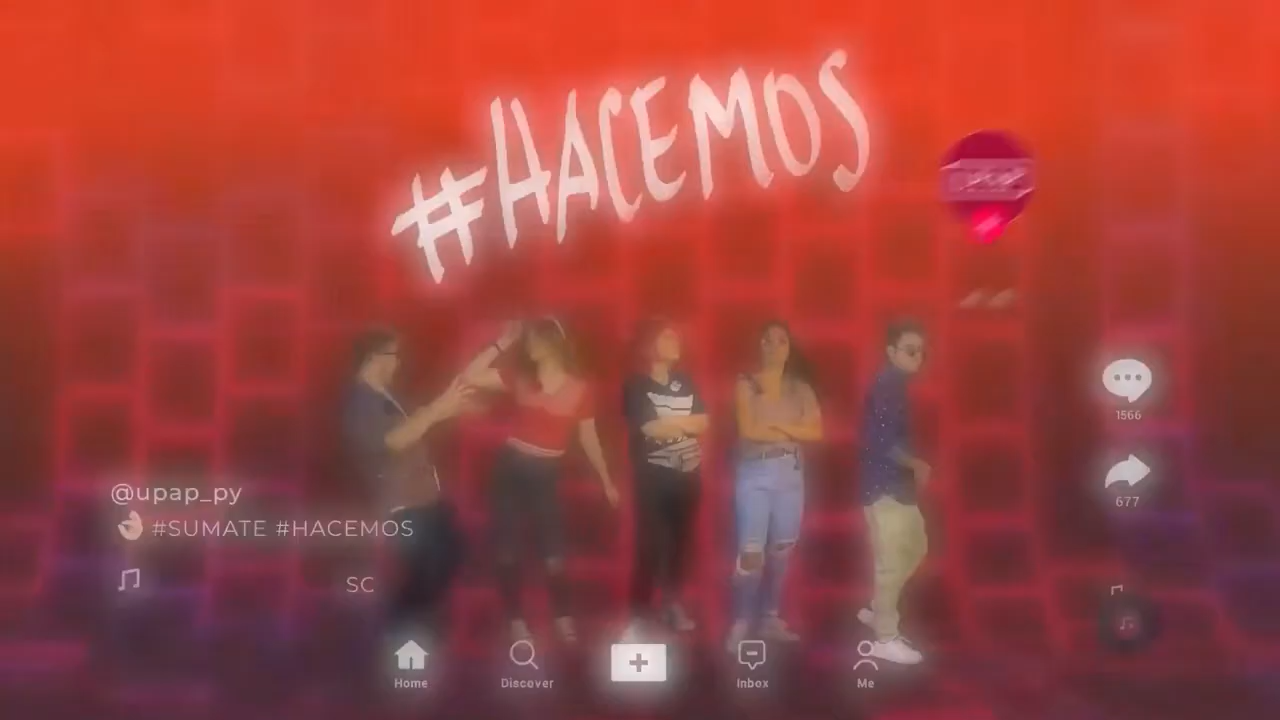 #HACEMOS
1566
677
@upap_py
👌 #SUMATE #HACEMOS
SC
Home
Discover
Inbox
Me